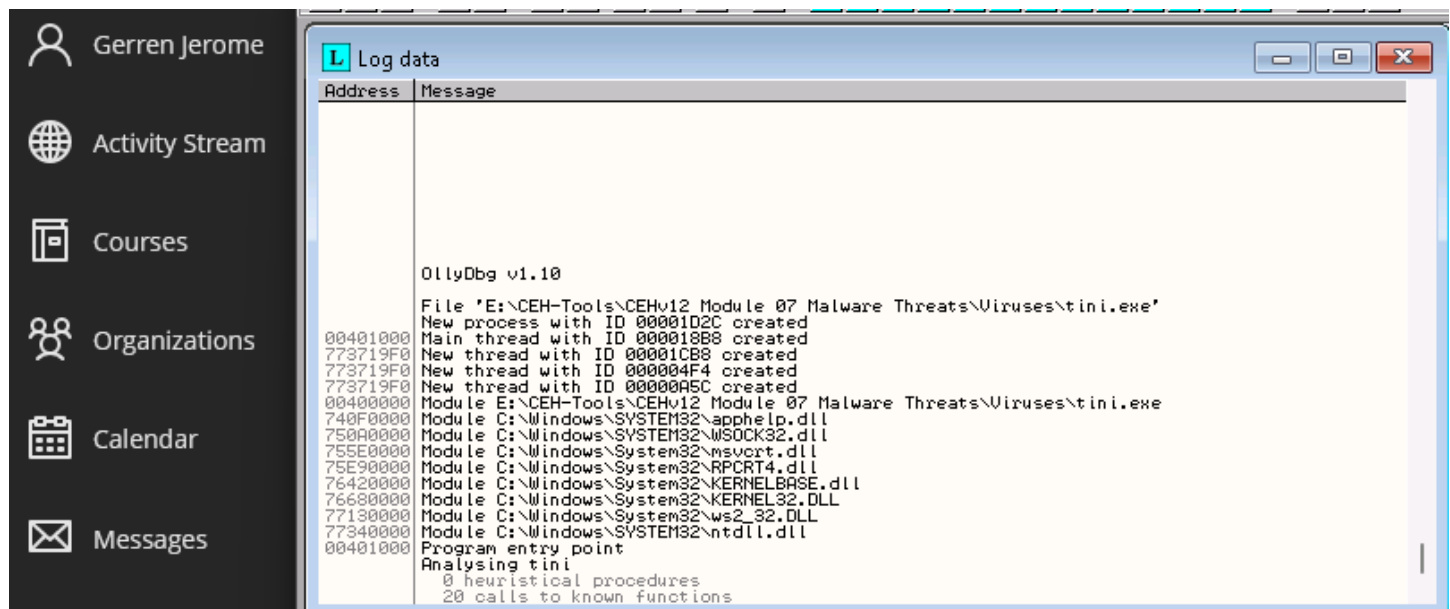 Gerren Jerome
Activity Stream
Courses
Organizations
Calendar
Messages
L Log data
Address Message
OllyDbg v1.10
File 'E:\CEH-Tools\CEHv12 Module 07 Malware Threats\Viruses\tini.exe'
New process with ID 00001D2C created
00401000 Main thread with ID 000018B8 created
773719F0 New thread with ID 00001CB8 created
773719F0 New thread with ID 000004F4 created
773719F0 New thread with ID 00000A5C created
00400000 Module E:\CEH-Tools\CEHv12 Module 07 Malware Threats\Viruses\tini.exe
740F0000 Module C:\Windows\SYSTEM32\apphelp.dll
750A0000 Module C:\Windows\SYSTEM32\WSOCK32.dll
755E0000 Module C:\Windows\System32\msvcrt.dll
75E90000 Module C:\Windows\System32\RPCRT4.dll
76420000 Module C:\Windows\System32\KERNELBASE.dll
76680000 Module C:\Windows\System32\KERNEL32.DLL
77130000 Module C:\Windows\System32\ws2_32.DLL
77340000 Module C:\Windows\SYSTEM32\ntdll.dll
00401000 Program entry point
Analysing tini
0 heuristical procedures
20 calls to known functions